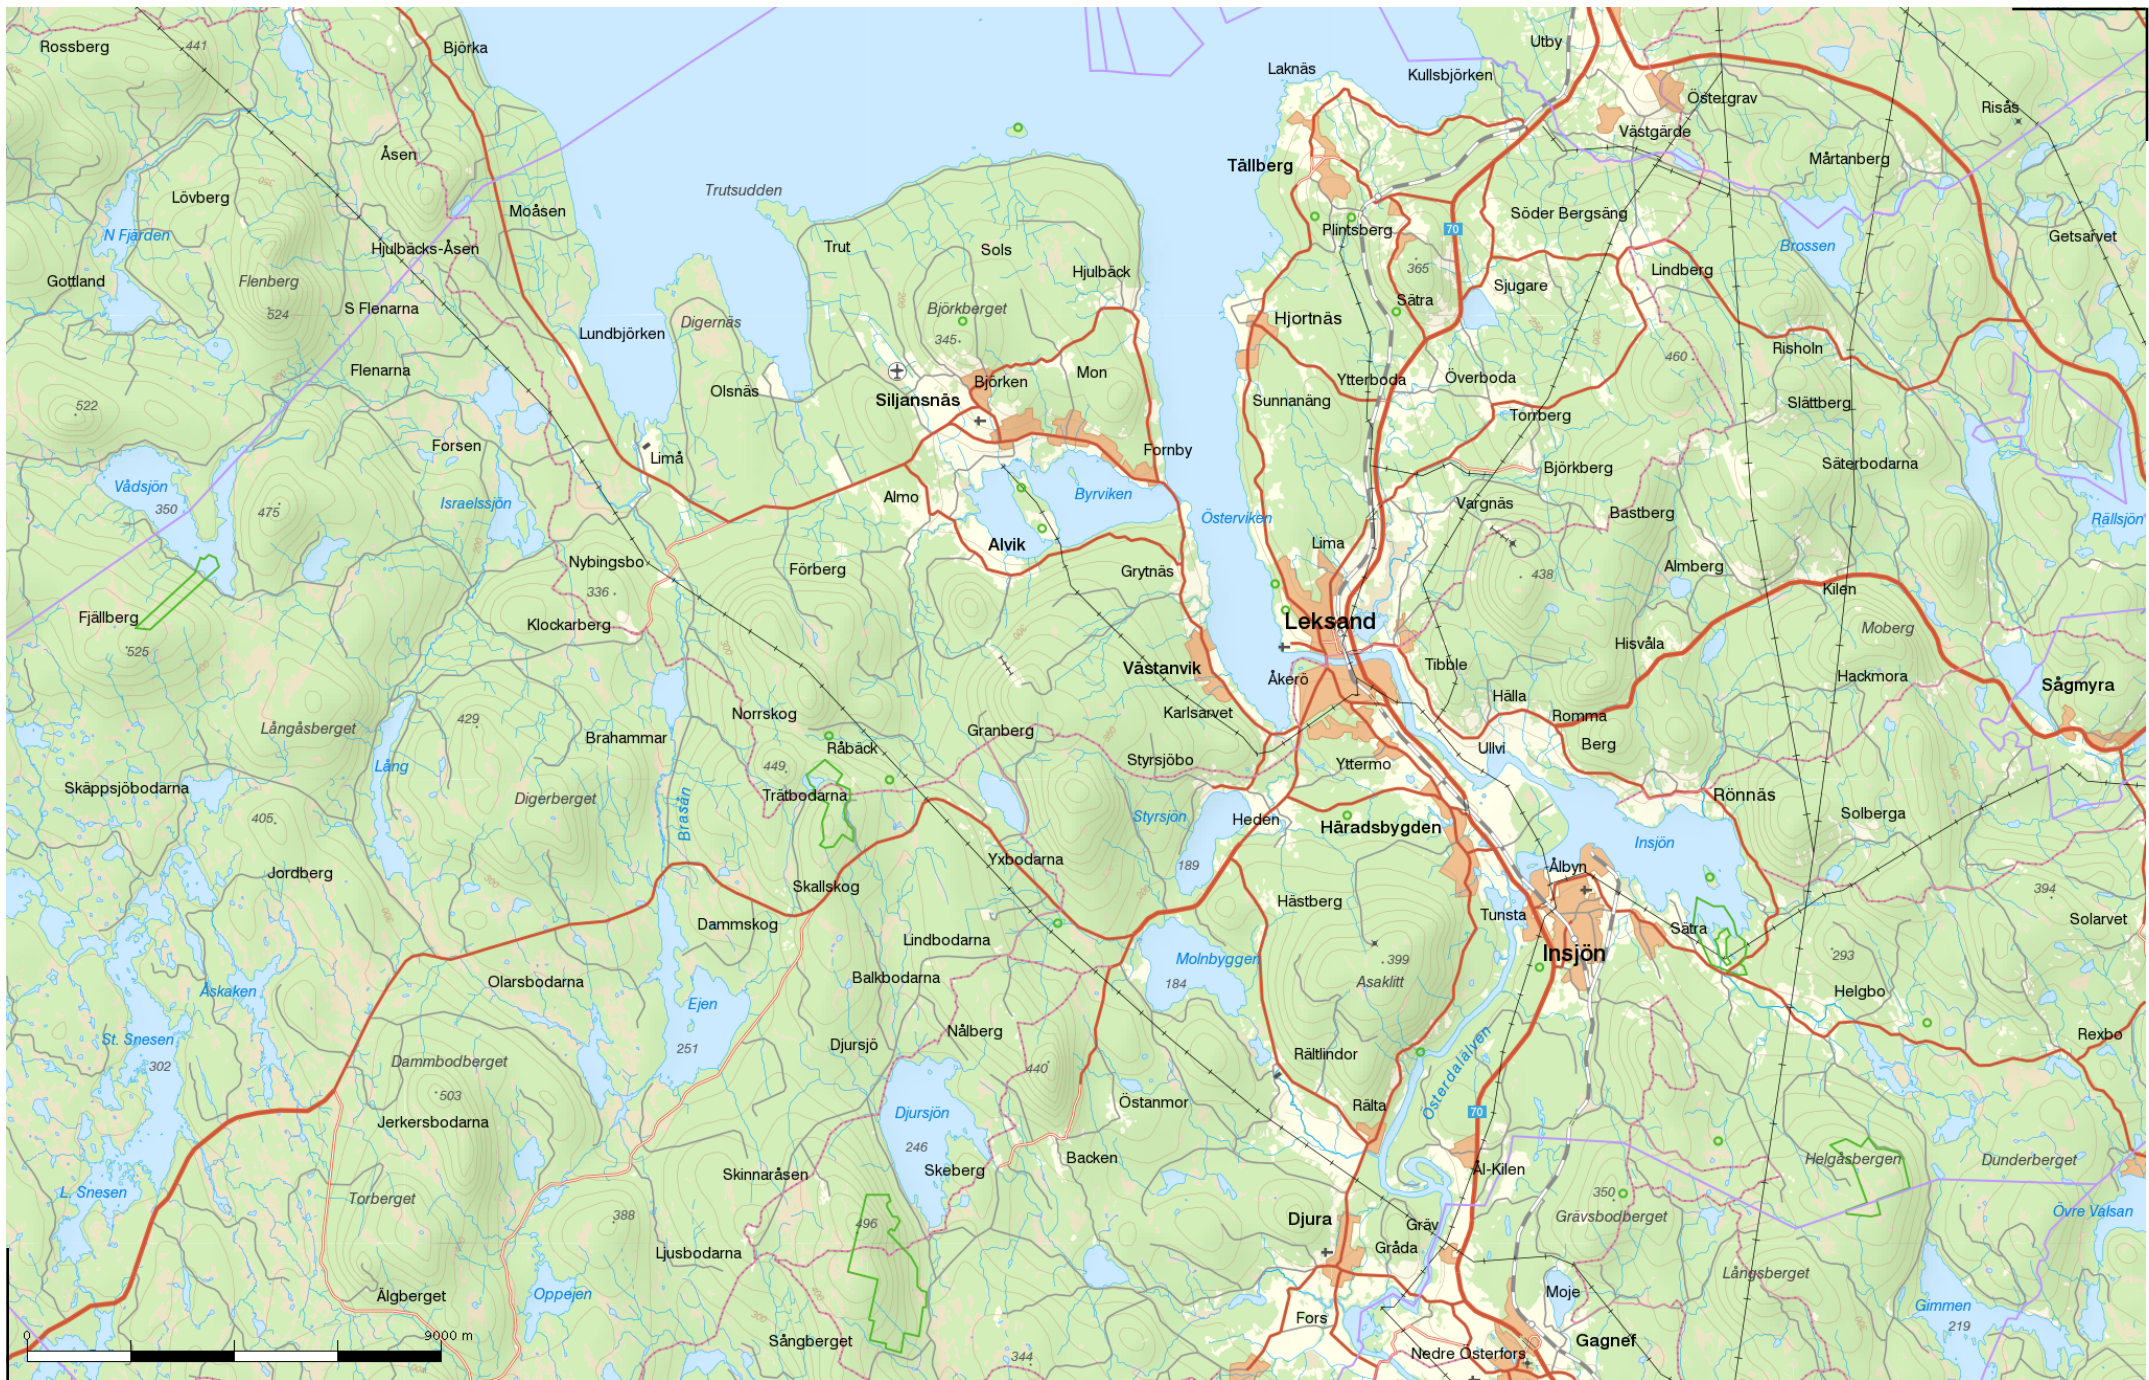 Rossberg
441
Björka
Utby
Laknäs
Kullsbjörken
Östergrav
Risås
Västgärde
Åsen
Mårtanberg
Tällberg
Lövberg
Trutsudden
Moåsen
Söder Bergsäng
Plintsberg
70
N Fjärden
Hjulbäcks-Åsen
Trut
Sols
Getsarvet
Brossen
Gottland
Flenberg
Hjulbäck
365
Lindberg
Sjugare
Sätra
524
S Flenarna
Björkberget
Digernäs
Hjortnäs
Lundbjörken
345
460
Risholn
Flenarna
Björken
Mon
Ytterboda
Överboda
Olsnäs
Siljansnäs
Sunnanäng
Slättberg
522
Torrberg
Forsen
Fornby
Limå
Björkberg
Säterbodarna
Vådsjön
350
Israelssjön
Almo
Byrviken
Vargnäs
475
Österviken
Bastberg
Rällsjön
Alvik
Lima
Nybingsbo
Förberg
Grytnäs
438
Almberg
Kilen
336
Fjällberg
Klockarberg
Leksand
Moberg
525
Hisvåla
Västanvik
Tibble
Åkerö
Hackmora
Sågmyra
Hälla
429
Norrskog
Karlsarvet
Romma
Långåsberget
Granberg
Brahammar
Råbäck
Berg
Ullvi
Lång
449
Styrsjöbo
Yttermo
Skäppsjöbodarna
Digerberget
Trätbodarna
Rönnäs
405
Brasån
Styrsjön
Heden
Häradsbygden
Solberga
Insjön
Yxbodarna
189
Ålbyn
Jordberg
Skallskog
394
Hästberg
Tunsta
Dammskog
Solarvet
Sätra
Lindbodarna
Insjön
293
Molnbyggen
399
Balkbodarna
Olarsbodarna
184
Asaklitt
Åskaken
Helgbo
Ejen
Nålberg
St. Snesen
Djursjö
251
Rexbo
Rältlindor
302
Dammbodberget
440
Österdalälven
503
Östanmor
Rälta
Djursjön
70
Jerkersbodarna
246
Backen
Helgåsbergen
Dunderberget
Skeberg
Skinnaråsen
Ål-Kilen
L. Snesen
Torberget
350
Övre Valsan
388
496
Djura
Gräv
Grävsbodberget
Ljusbodarna
Gråda
Långsberget
Älgberget
Oppejen
Moje
Gimmen
219
Fors
0
9000 m
Sångberget
Gagnef
344
Nedre Österfors